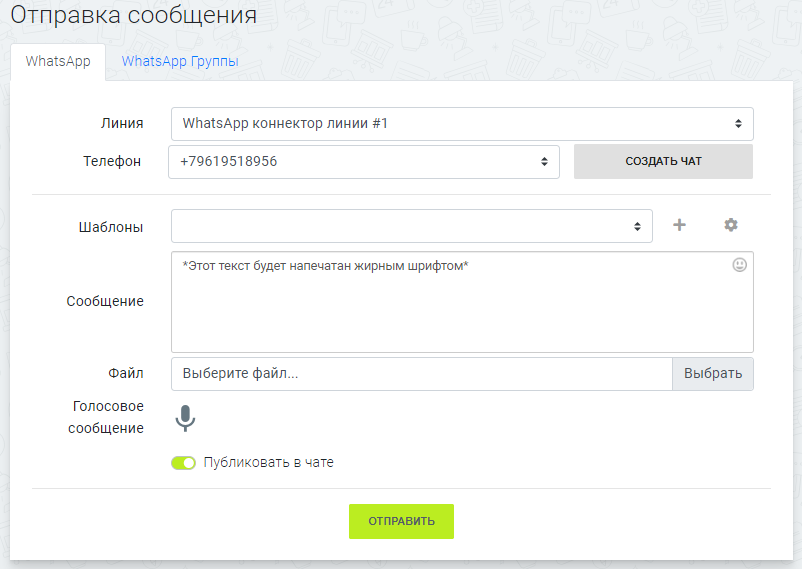 Отправка сообщения
WhatsApp WhatsApp Группы
Линия WhatsApp коннектор линии #1
Телефон +79619518956 СОЗДАТЬ ЧАТ
Шаблоны
*Этот текст будет напечатан жирным шрифтом*
Сообщение
Файл Выберите файл... Выбрать
Голосовое
сообщение
Публиковать в чате
ОТПРАВИТЬ